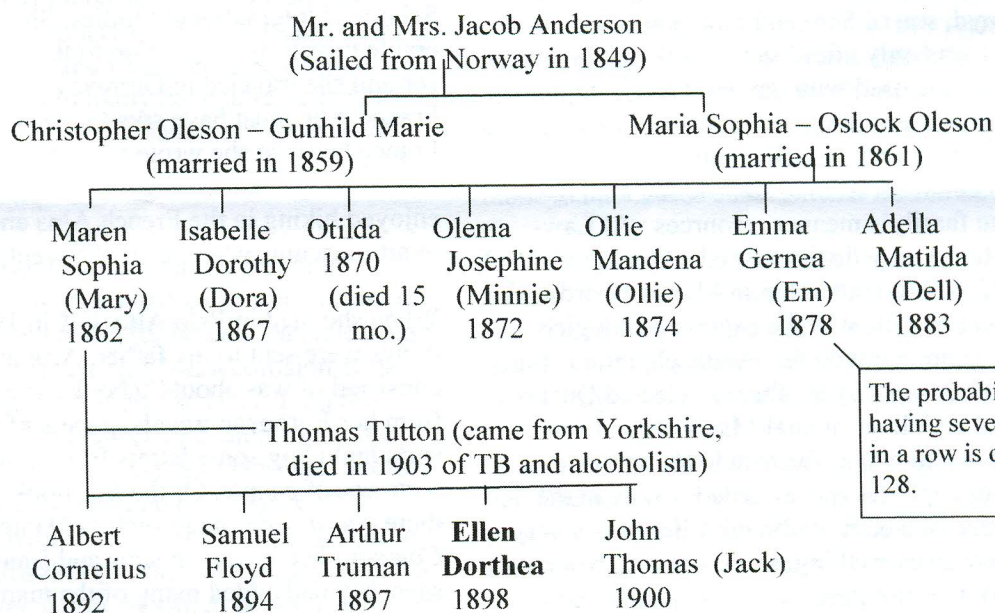 Mr. and Mrs. Jacob Anderson
(Sailed from Norway in 1849)
Christopher Oleson – Gunhild Marie
(married in 1859)
Maria Sophia – Oslock Oleson
(married in 1861)
Maren Isabelle Otilda Olema Ollie Emma Adella
Sophia Dorothy 1870 Josephine Mandena Gernea Matilda
(Mary) (Dora) (died 15 (Minnie) (Ollie) (Em) (Dell)
1862 1867 mo.) 1872 1874 1878 1883
The
having
in a row is
128.
Thomas Tutton (came from Yorkshire,
died in 1903 of TB and alcoholism)
Albert Samuel Arthur Ellen John
Cornelius Floyd Truman Dorthea Thomas (Jack)
1892 1894 1897 1898 1900